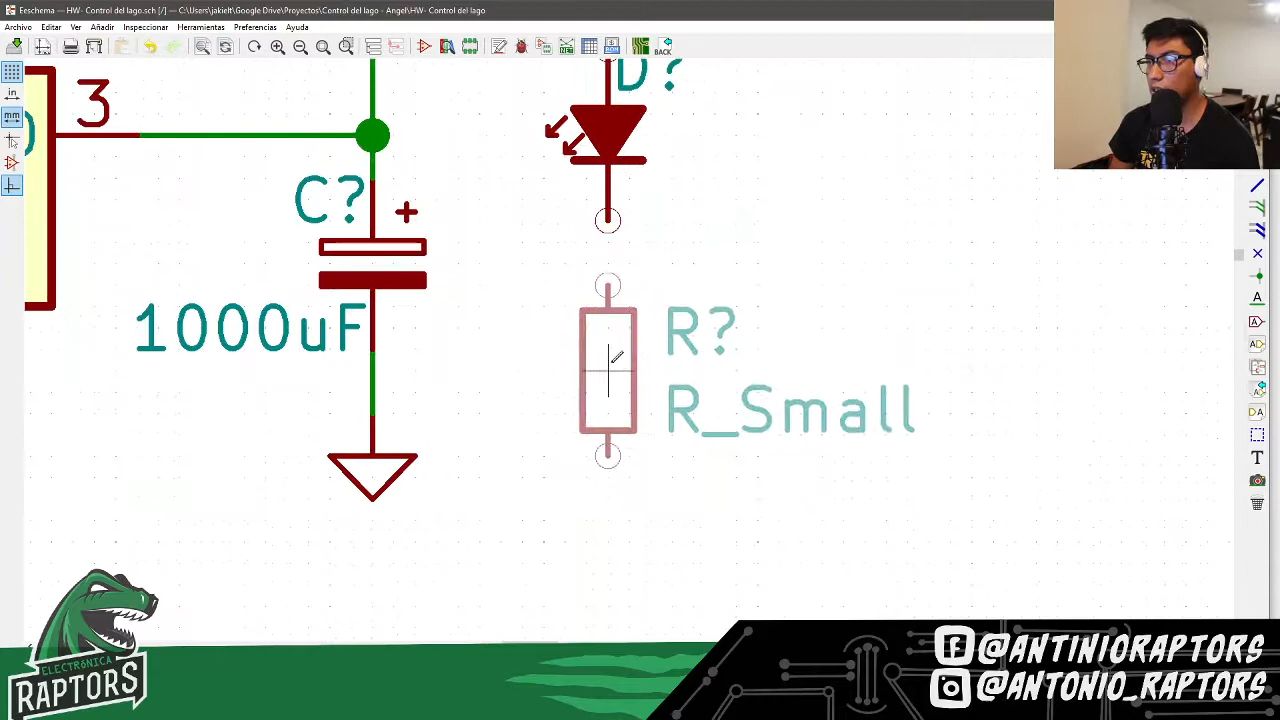 Eeschema — HW- Control del lago.sch [/] — C:\Users\jakielt\Google Drive\Proyectos\Control del lago - Angel\HW- Control del lago
Archivo Editar Ver Añadir Inspeccionar Herramientas Preferencias Ayuda
BACK
in
mm
3
D?
C?
+
1000uF
R?
R_Small
A
T
ELECTRÓNICA
RAPTORS
@ANTINIORAPTORS
@ANTONIO_RAPTORS